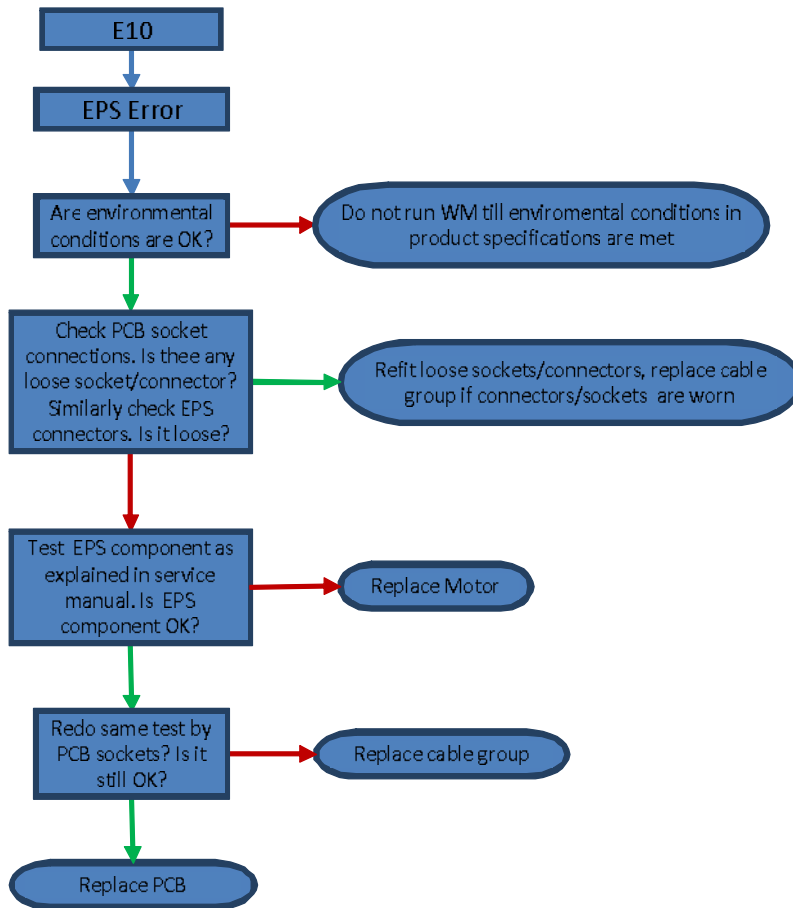 E10
EPS Error
Are environmental
conditions are OK?
Do not run WM till enviromental conditions in
product specifications are met
Check PCB socket
connections. Is thee any
loose socket/connector?
Similarly check EPS
connectors. Is it loose?
Refit loose sockets/connectors, replace cable
group if connectors/sockets are worn
Test EPS component as
explained in service
manual. Is EPS
component OK?
Replace Motor
Redo same test by
PCB sockets? Is it
still OK?
Replace cable group
Replace PCB